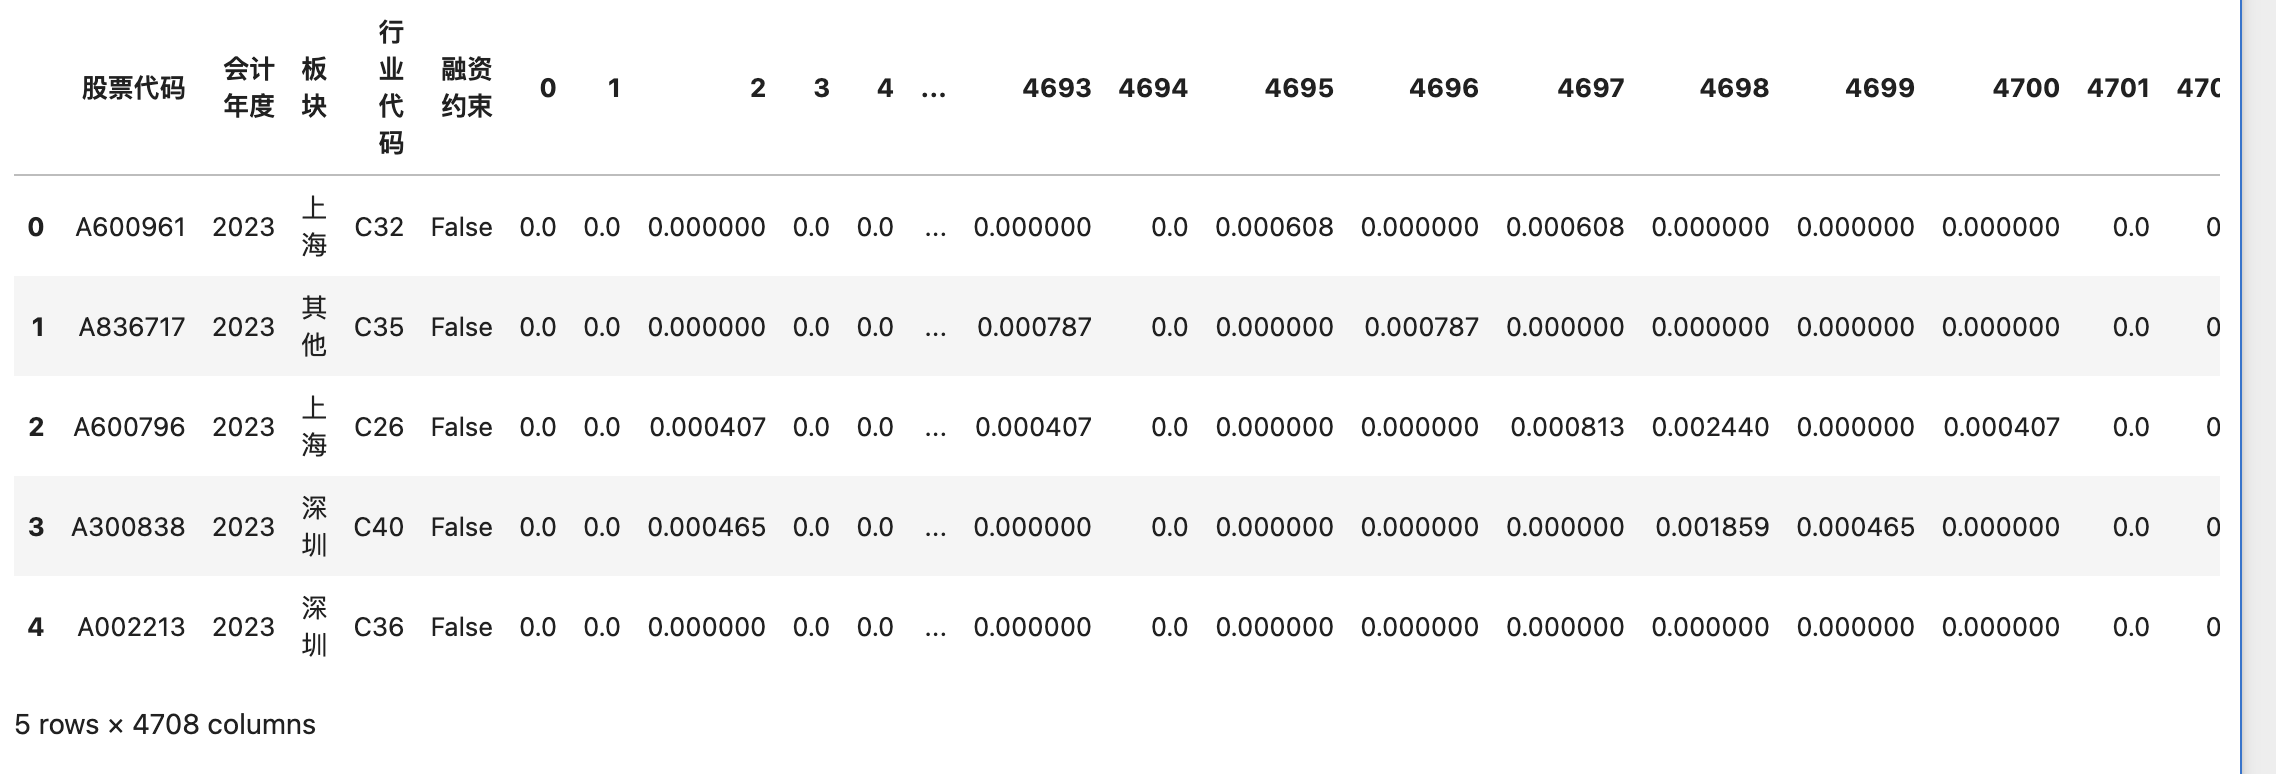 股票代码 会计年度 板块 行业代码 融资约束 0 1 2 3 4 ... 4693 4694 4695 4696 4697 4698 4699 4700 4701 470
0 A600961 2023 上海 C32 False 0.0 0.0 0.000000 0.0 0.0 ... 0.000000 0.0 0.000608 0.000000 0.000608 0.000000 0.000000 0.000000 0.0 0
1 A836717 2023 其他 C35 False 0.0 0.0 0.000000 0.0 0.0 ... 0.000787 0.0 0.000000 0.000787 0.000000 0.000000 0.000000 0.000000 0.0 0
2 A600796 2023 上海 C26 False 0.0 0.0 0.000407 0.0 0.0 ... 0.000407 0.0 0.000000 0.000000 0.000813 0.002440 0.000000 0.000407 0.0 0
3 A300838 2023 深圳 C40 False 0.0 0.0 0.000465 0.0 0.0 ... 0.000000 0.0 0.000000 0.000000 0.000000 0.001859 0.000465 0.000000 0.0 0
4 A002213 2023 深圳 C36 False 0.0 0.0 0.000000 0.0 0.0 ... 0.000000 0.0 0.000000 0.000000 0.000000 0.000000 0.000000 0.000000 0.0 0
5 rows × 4708 columns